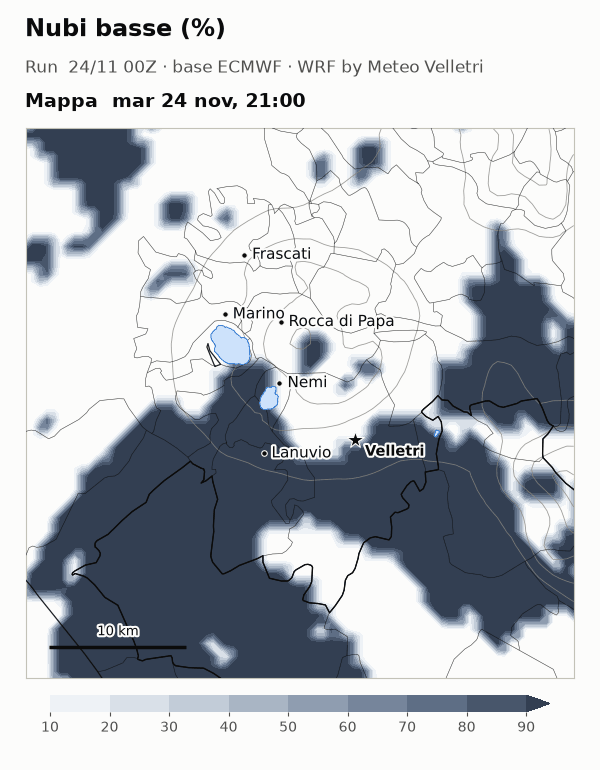 Nubi basse (%)
Run  24/11 00Z · base ECMWF · WRF by Meteo Velletri
Mappa  mar 24 nov, 21:00
Frascati
Marino
Rocca di Papa
Nemi
Lanuvio
Velletri
10 km
10 20 30 40 50 60 70 80 90